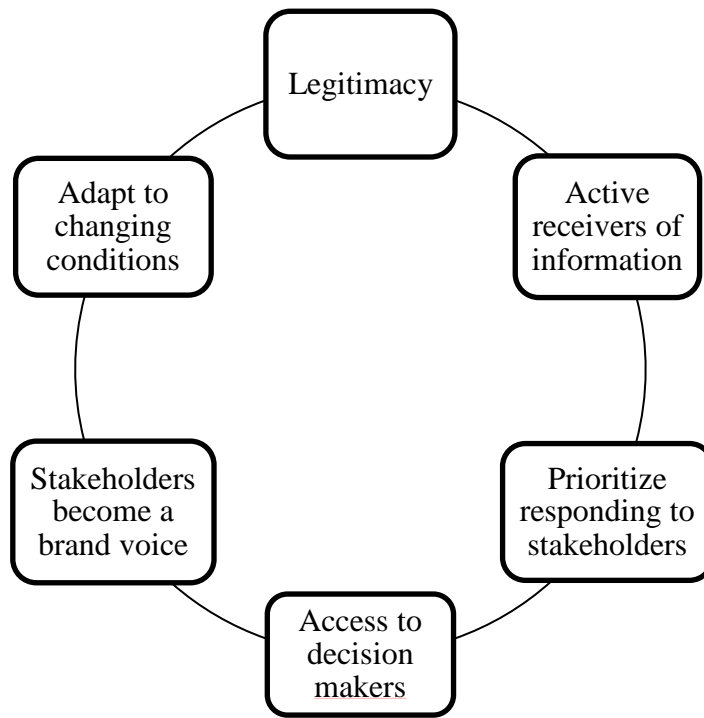 Legitimacy
Active
receivers of
information
Prioritize
responding to
stakeholders
Access to
decision
makers
Stakeholders
become a
brand voice
Adapt to
changing
conditions